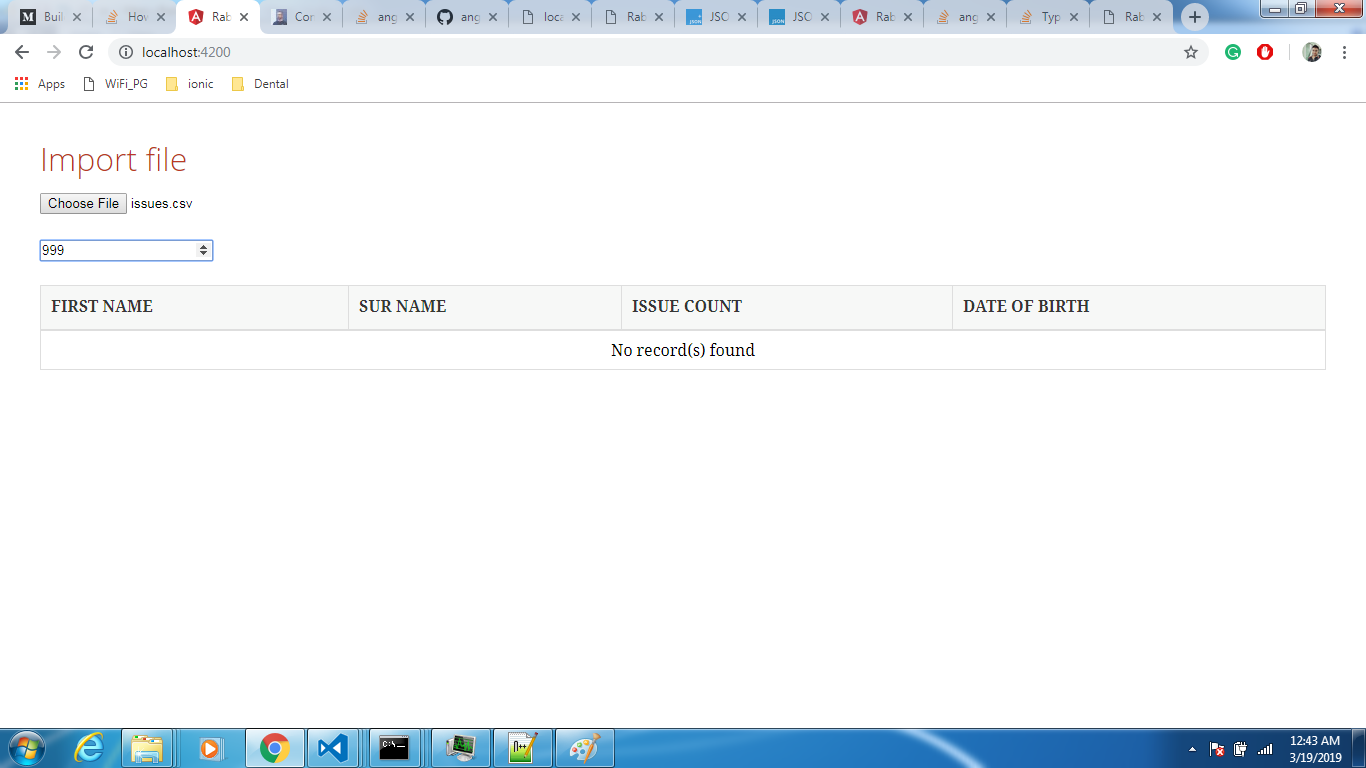 Buil
How
Rab
Cor
ang
ang
loca
Rab
JSO
JSO
Rab
ang
Typ
Rab
localhost:4200
Apps
WiFi_PG
ionic
Dental
Import file
Choose File issues.csv
999
FIRST NAME SUR NAME ISSUE COUNT DATE OF BIRTH
No record(s) found
12:43 AM
3/19/2019